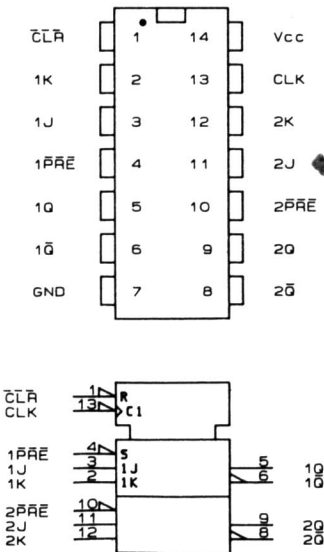 C̅L̅R̅ 1 14 Vcc
1K 2 13 CLK
1J 3 12 2K
1P̅R̅E̅ 4 11 2J
1Q 5 10 2P̅R̅E̅
1Q̅ 6 9 2Q
GND 7 8 2Q̅
C̅L̅R̅ 1 R
CLK 13 C1
1P̅R̅E̅ 4 S
1J 3 1J 5 1Q
1K 2 1K 6 1Q̅
2P̅R̅E̅ 10
2J 11 9 2Q
2K 12 8 2Q̅